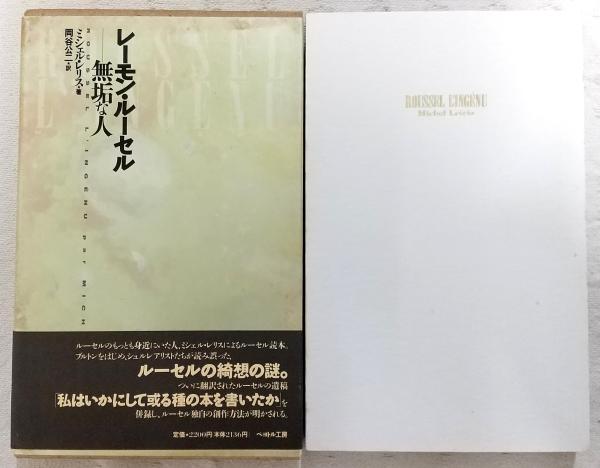 レーモン・ルーセル
――無垢な人
ミシェル・レリス・著
岡谷公二・訳
ROUSSEL L'INGENU Par MICH
ルーセルのもっとも身近にいた人、ミシェル・レリスによるルーセル読本。
ブルトンをはじめ、シュルレアリストたちが読み誤った、
ルーセルの綺想の謎。
ついに翻訳されたルーセルの遺稿
「私はいかにして或る種の本を書いたか」を
併録し、ルーセル独自の創作方法が明かされる。
定価・2200円(本体2136円) ペヨトル工房
ROUSSEL L'INGÉNU
Michel Leiris